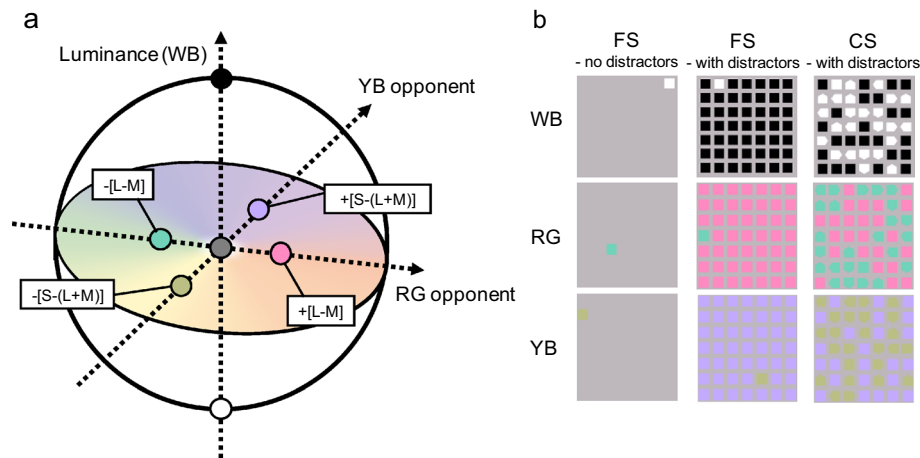 a
Luminance (WB)
YB opponent
-[L-M]
+[S-(L+M)]
-[S-(L+M)]
+[L-M]
RG opponent
b
FS
- no distractors
FS
- with distractors
CS
- with distractors
WB
RG
YB